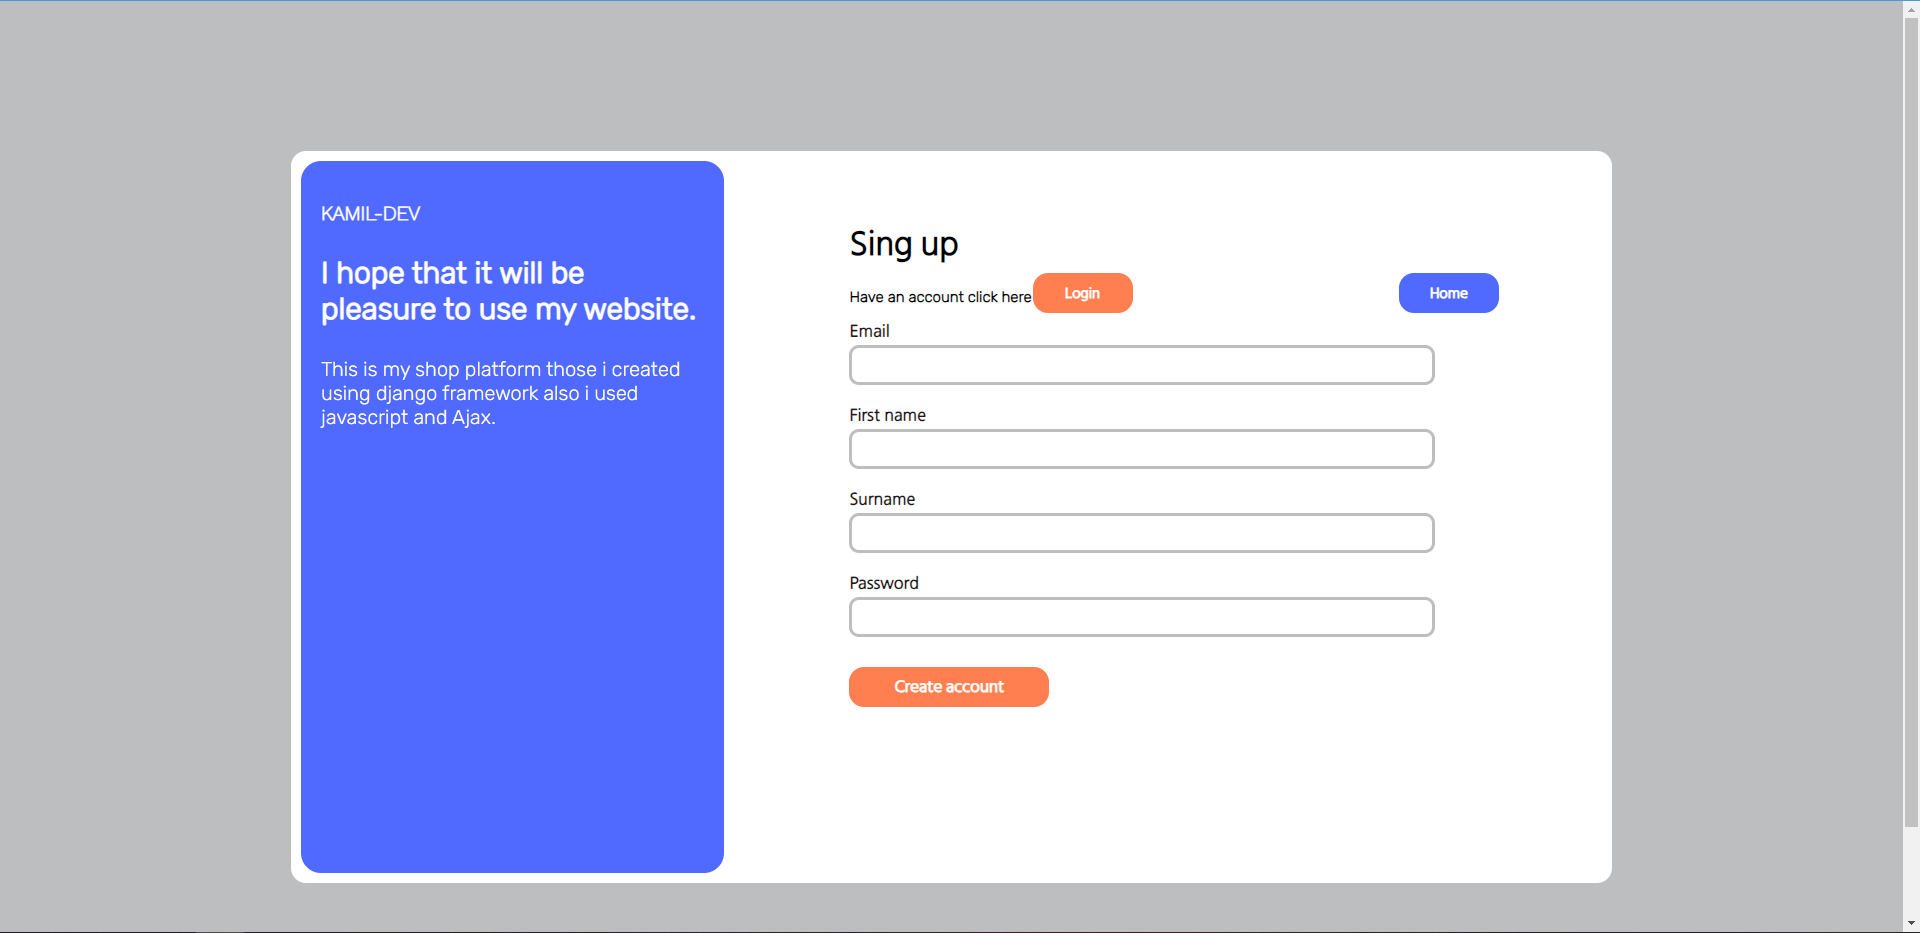 KAMIL-DEV
I hope that it will be
pleasure to use my website.
This is my shop platform those i created
using django framework also i used
javascript and Ajax.
Sing up
Have an account click here Login Home
Email
First name
Surname
Password
Create account